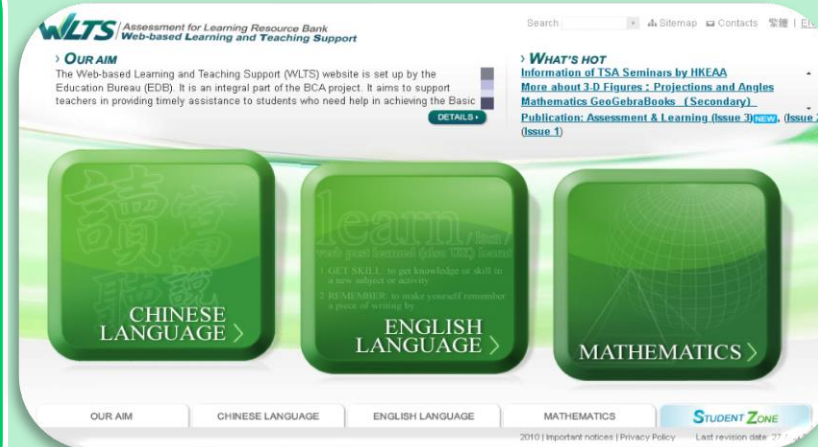 WLTS Assessment for Learning Resource Bank
Web-based Learning and Teaching Support
Search Sitemap Contacts 繁體 | EN
› OUR AIM
The Web-based Learning and Teaching Support (WLTS) website is set up by the
Education Bureau (EDB). It is an integral part of the BCA project. It aims to support
teachers in providing timely assistance to students who need help in achieving the Basic
DETAILS
› WHAT'S HOT
Information of TSA Seminars by HKEAA
More about 3-D Figures : Projections and Angles
Mathematics GeoGebraBooks (Secondary)
Publication: Assessment & Learning (Issue 3) NEW, (Issue 2
(Issue 1)
讀 寫
聽 說
CHINESE
LANGUAGE ›
learn
1. GET SKILL: to get knowledge or skill in
a new subject or activity
2. REMEMBER: to make yourself remember
a piece of writing by
ENGLISH
LANGUAGE ›
MATHEMATICS ›
OUR AIM CHINESE LANGUAGE ENGLISH LANGUAGE MATHEMATICS STUDENT ZONE
2010 | Important notices | Privacy Policy Last revision date: 27